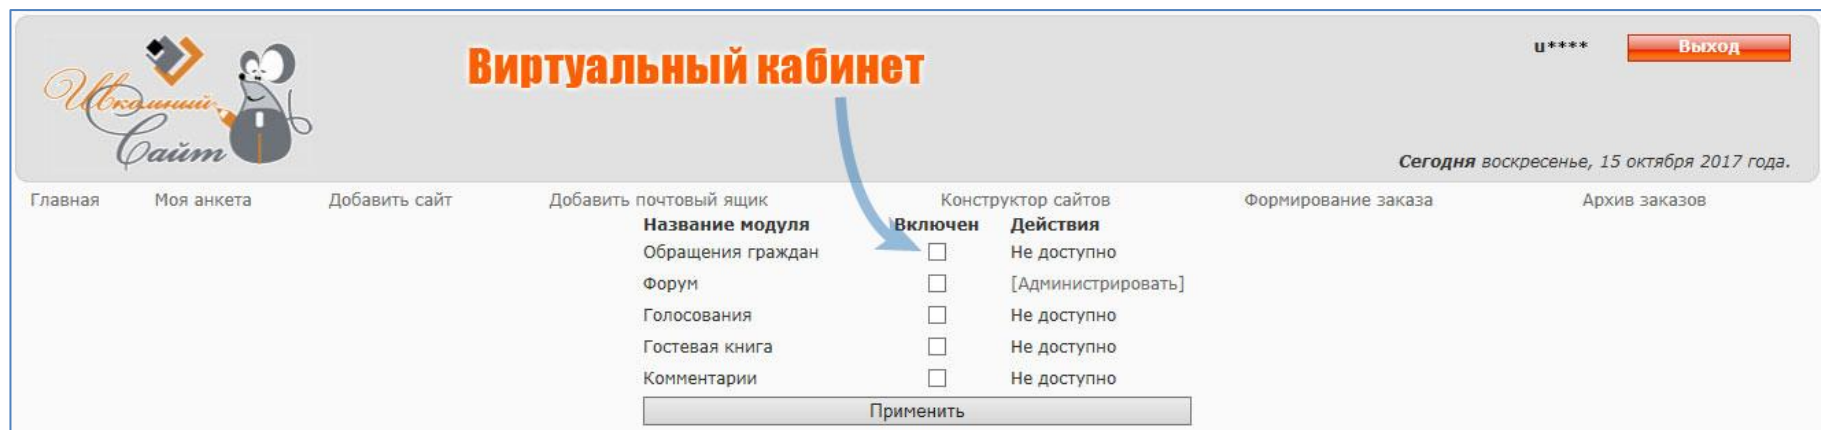 Школьный
Сайт
Виртуальный кабинет
u****
Выход
Сегодня воскресенье, 15 октября 2017 года.
Главная Моя анкета Добавить сайт Добавить почтовый ящик Конструктор сайтов Формирование заказа Архив заказов
Название модуля Включен Действия
Обращения граждан Не доступно
Форум [Администрировать]
Голосования Не доступно
Гостевая книга Не доступно
Комментарии Не доступно
Применить